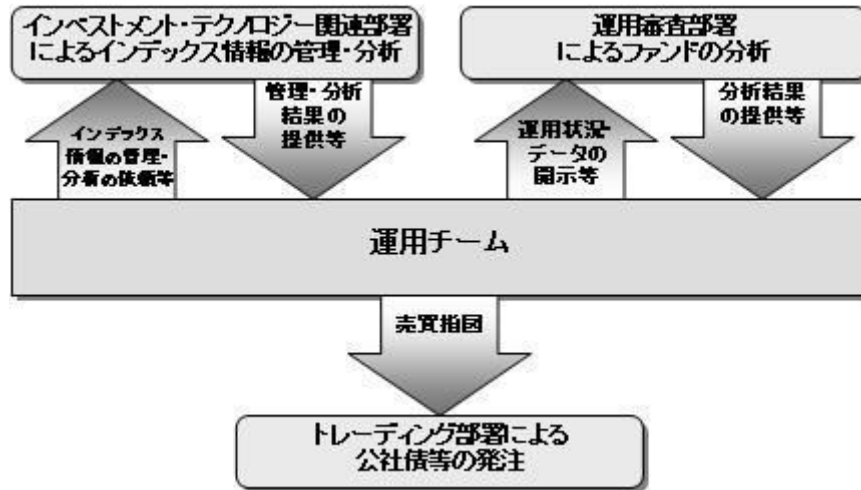 インベストメント・テクノロジー関連部署
によるインデックス情報の管理・分析
運用審査部署
によるファンドの分析
インデックス
情報の管理・
分析の依頼等
管理・分析
結果の
提供等
運用状況・
データの
開示等
分析結果
の提供等
運用チーム
売買指図
トレーディング部署による
公社債等の発注